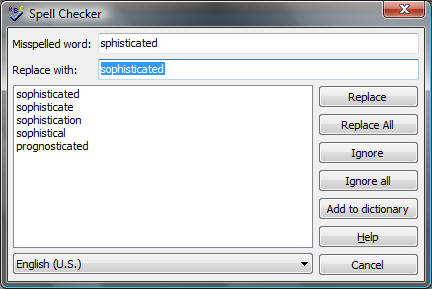 Spell Checker
Misspelled word: sphisticated
Replace with: sophisticated
sophisticated
sophisticate
sophistication
sophistical
prognosticated
Replace
Replace All
Ignore
Ignore all
Add to dictionary
Help
English (U.S.)
Cancel